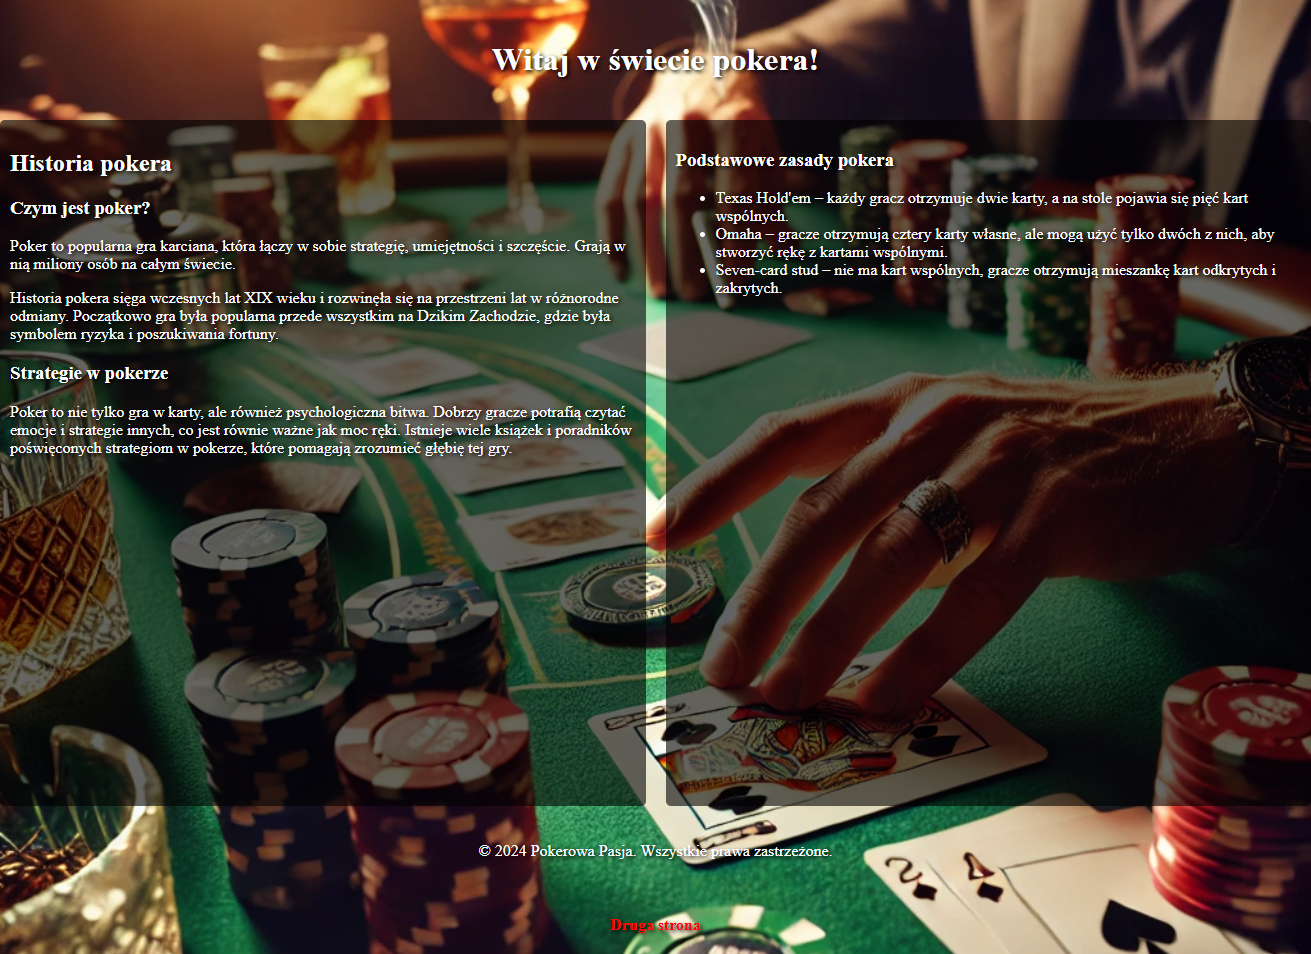 Witaj w świecie pokera!
Historia pokera
Czym jest poker?
Poker to popularna gra karciana, która łączy w sobie strategię, umiejętności i szczęście. Grają w
nią miliony osób na całym świecie.
Historia pokera sięga wczesnych lat XIX wieku i rozwinęła się na przestrzeni lat w różnorodne
odmiany. Początkowo gra była popularna przede wszystkim na Dzikim Zachodzie, gdzie była
symbolem ryzyka i poszukiwania fortuny.
Strategie w pokerze
Poker to nie tylko gra w karty, ale również psychologiczna bitwa. Dobrzy gracze potrafią czytać
emocje i strategie innych, co jest równie ważne jak moc ręki. Istnieje wiele książek i poradników
poświęconych strategiom w pokerze, które pomagają zrozumieć głębię tej gry.
Podstawowe zasady pokera
• Texas Hold'em – każdy gracz otrzymuje dwie karty, a na stole pojawia się pięć kart
wspólnych.
• Omaha – gracze otrzymują cztery karty własne, ale mogą użyć tylko dwóch z nich, aby
stworzyć rękę z kartami wspólnymi.
• Seven-card stud – nie ma kart wspólnych, gracze otrzymują mieszankę kart odkrytych i
zakrytych.
© 2024 Pokerowa Pasja. Wszystkie prawa zastrzeżone.
Druga strona